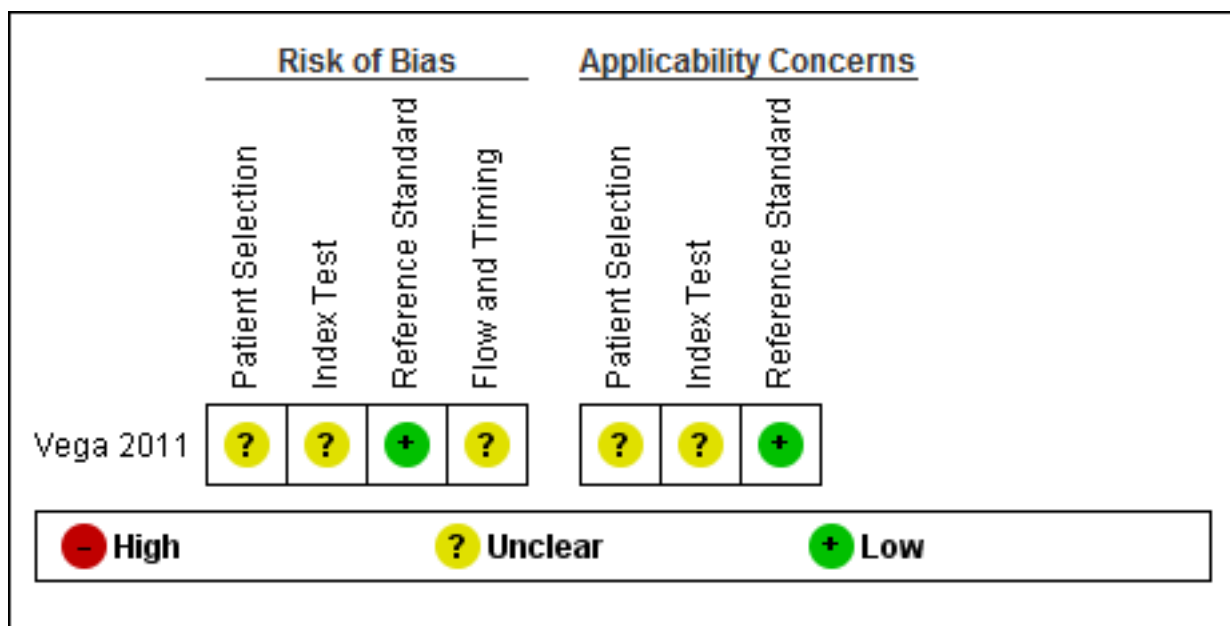 Risk of Bias
Applicability Concerns
Patient Selection
Index Test
Reference Standard
Flow and Timing
Patient Selection
Index Test
Reference Standard
Vega 2011 ? ? + ? ? ? +
- High ? Unclear + Low